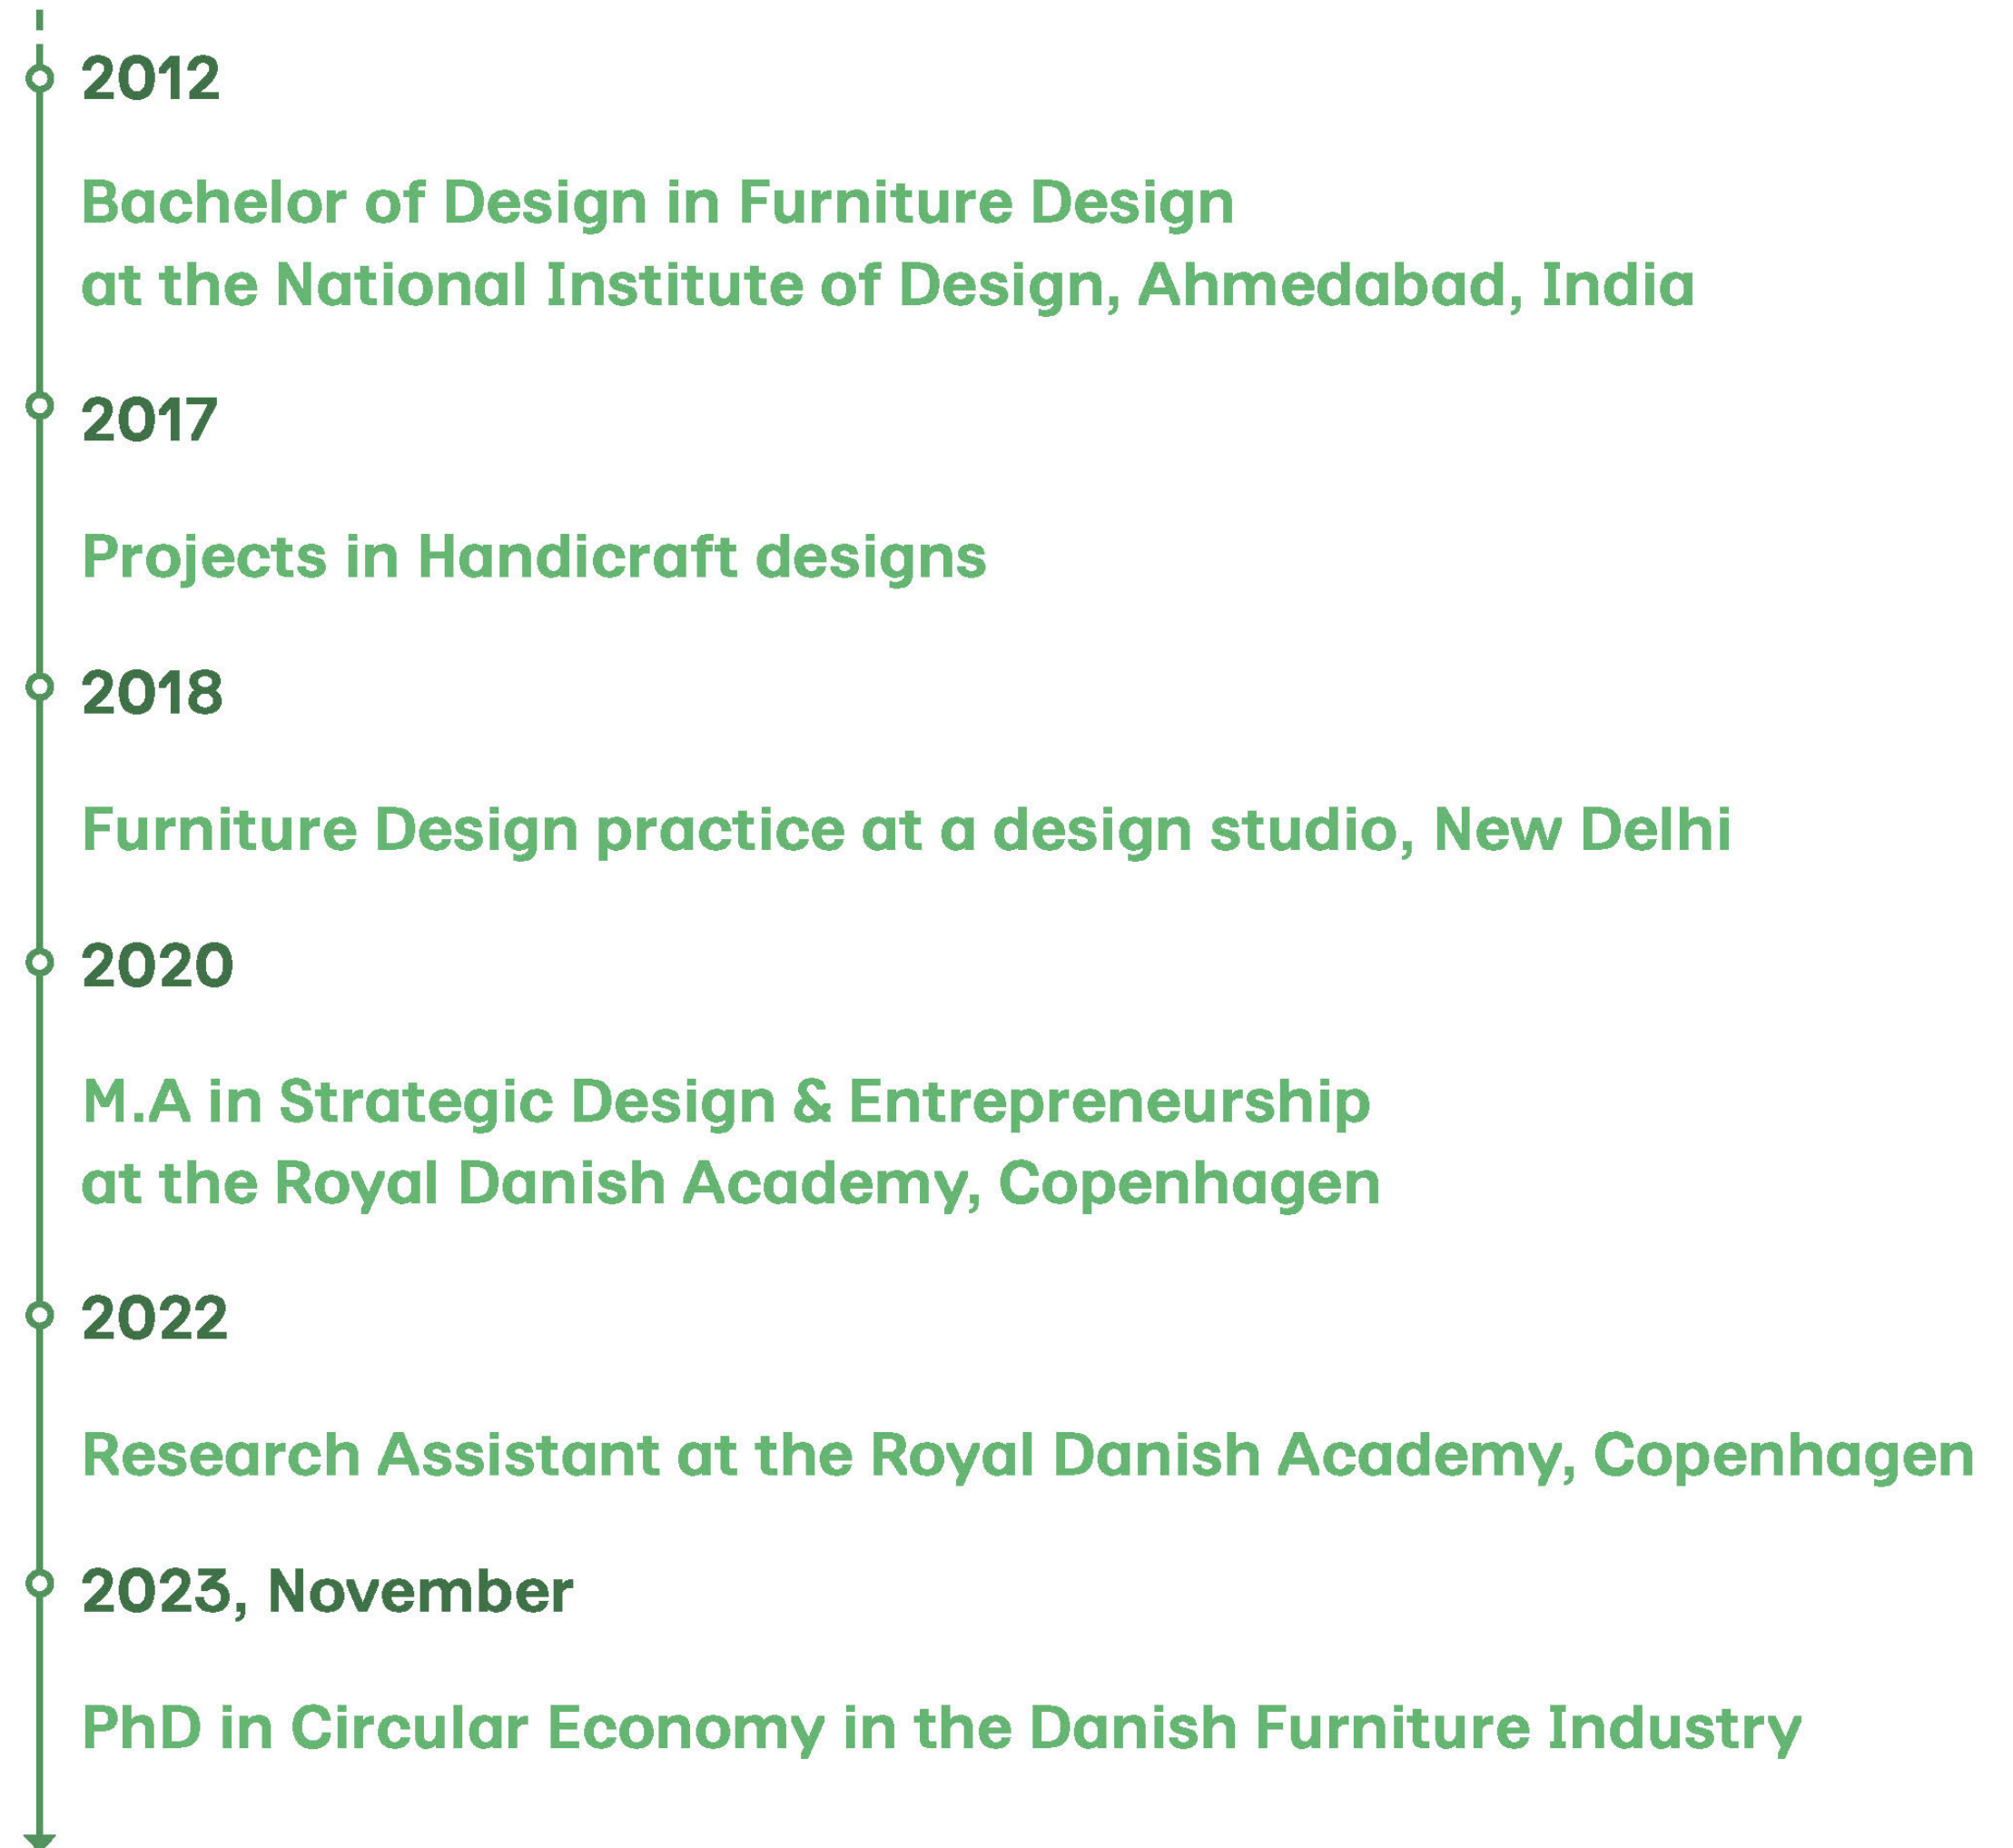 2012
Bachelor of Design in Furniture Design
at the National Institute of Design, Ahmedabad, India
2017
Projects in Handicraft designs
2018
Furniture Design practice at a design studio, New Delhi
2020
M.A in Strategic Design & Entrepreneurship
at the Royal Danish Academy, Copenhagen
2022
Research Assistant at the Royal Danish Academy, Copenhagen
2023, November
PhD in Circular Economy in the Danish Furniture Industry